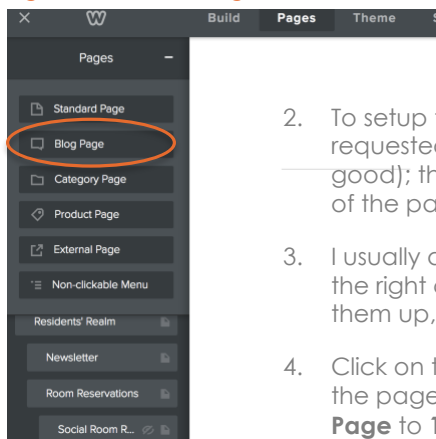 Build Pages Theme
Pages
Standard Page
Blog Page
Category Page
Product Page
External Page
Non-clickable Menu
Residents' Realm
Newsletter
Room Reservations
Social Room R...
2. To setup
requested
good); th
of the pa
3. I usually
the right
them up,
4. Click on t
the page
Page to 1